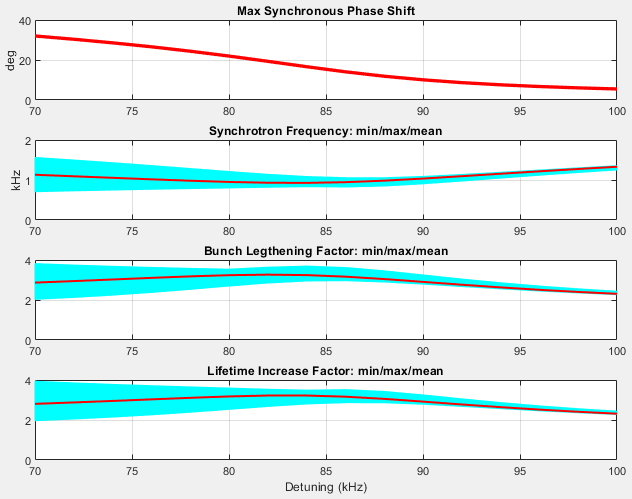 Max Synchronous Phase Shift
40
20
0
deg
70 75 80 85 90 95 100
Synchrotron Frequency: min/max/mean
2
1
0
kHz
70 75 80 85 90 95 100
Bunch Legthening Factor: min/max/mean
4
2
0
70 75 80 85 90 95 100
Lifetime Increase Factor: min/max/mean
4
2
0
70 75 80 85 90 95 100
Detuning (kHz)